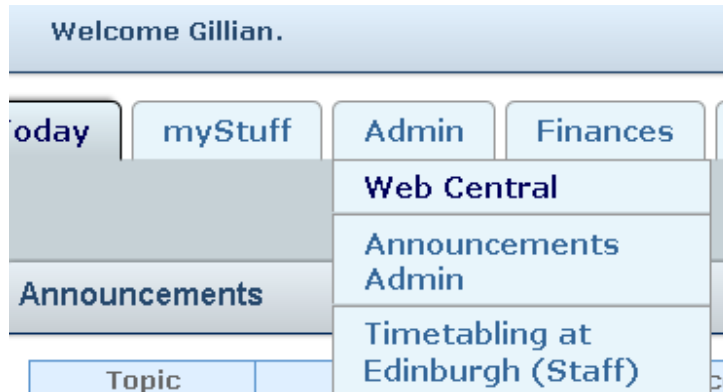 Welcome Gillian.
oday myStuff Admin Finances
Web Central
Announcements
Admin
Announcements
Timetabling at
Edinburgh (Staff)
Topic